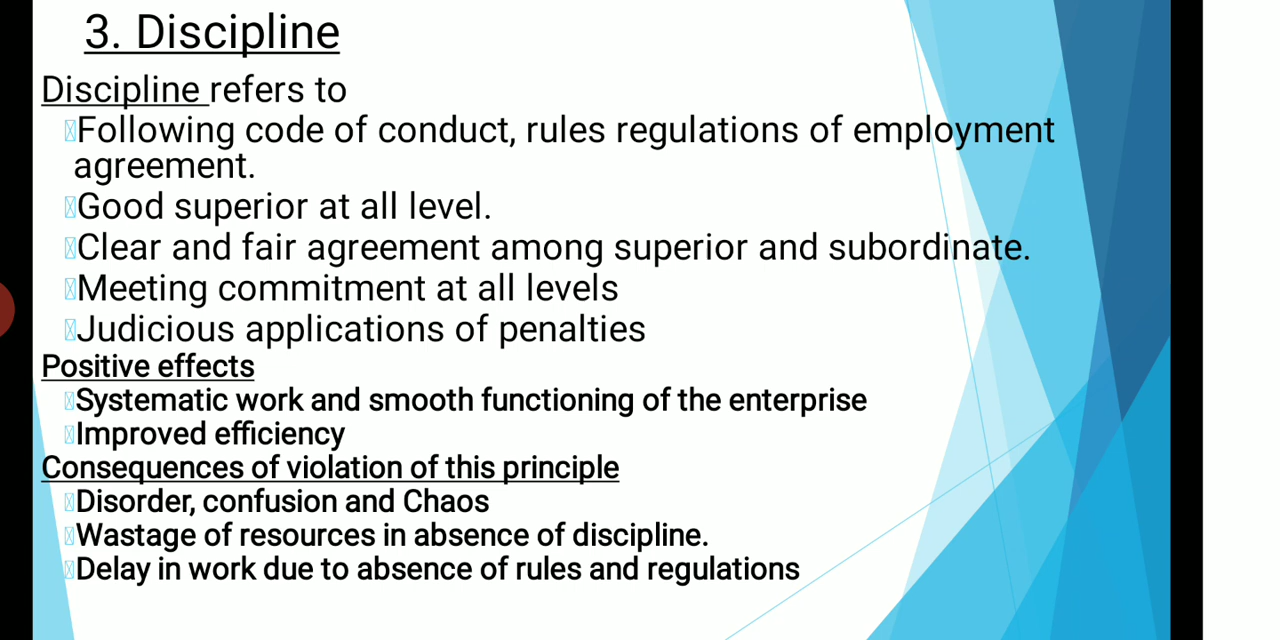 3. Discipline
Discipline refers to
Following code of conduct, rules regulations of employment
agreement.
Good superior at all level.
Clear and fair agreement among superior and subordinate.
Meeting commitment at all levels
Judicious applications of penalties
Positive effects
Systematic work and smooth functioning of the enterprise
Improved efficiency
Consequences of violation of this principle
Disorder, confusion and Chaos
Wastage of resources in absence of discipline.
Delay in work due to absence of rules and regulations